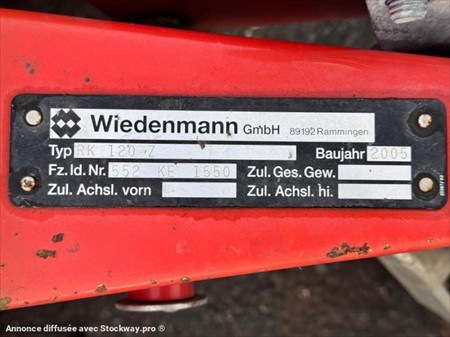 Wiedenmann GmbH 89192 Rammingen
Typ RK 120 Z Baujahr 2005
Fz. Id. Nr. 552 KE 1550 Zul. Ges. Gew.
Zul. Achsl. vorn Zul. Achsl. hi.
Annonce diffusée avec Stockway.pro ®